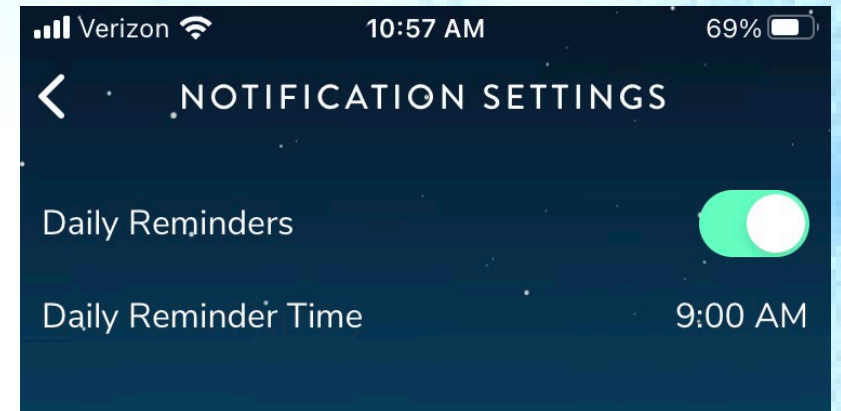 Verizon 10:57 AM 69%
NOTIFICATION SETTINGS
Daily Reminders
Daily Reminder Time 9:00 AM